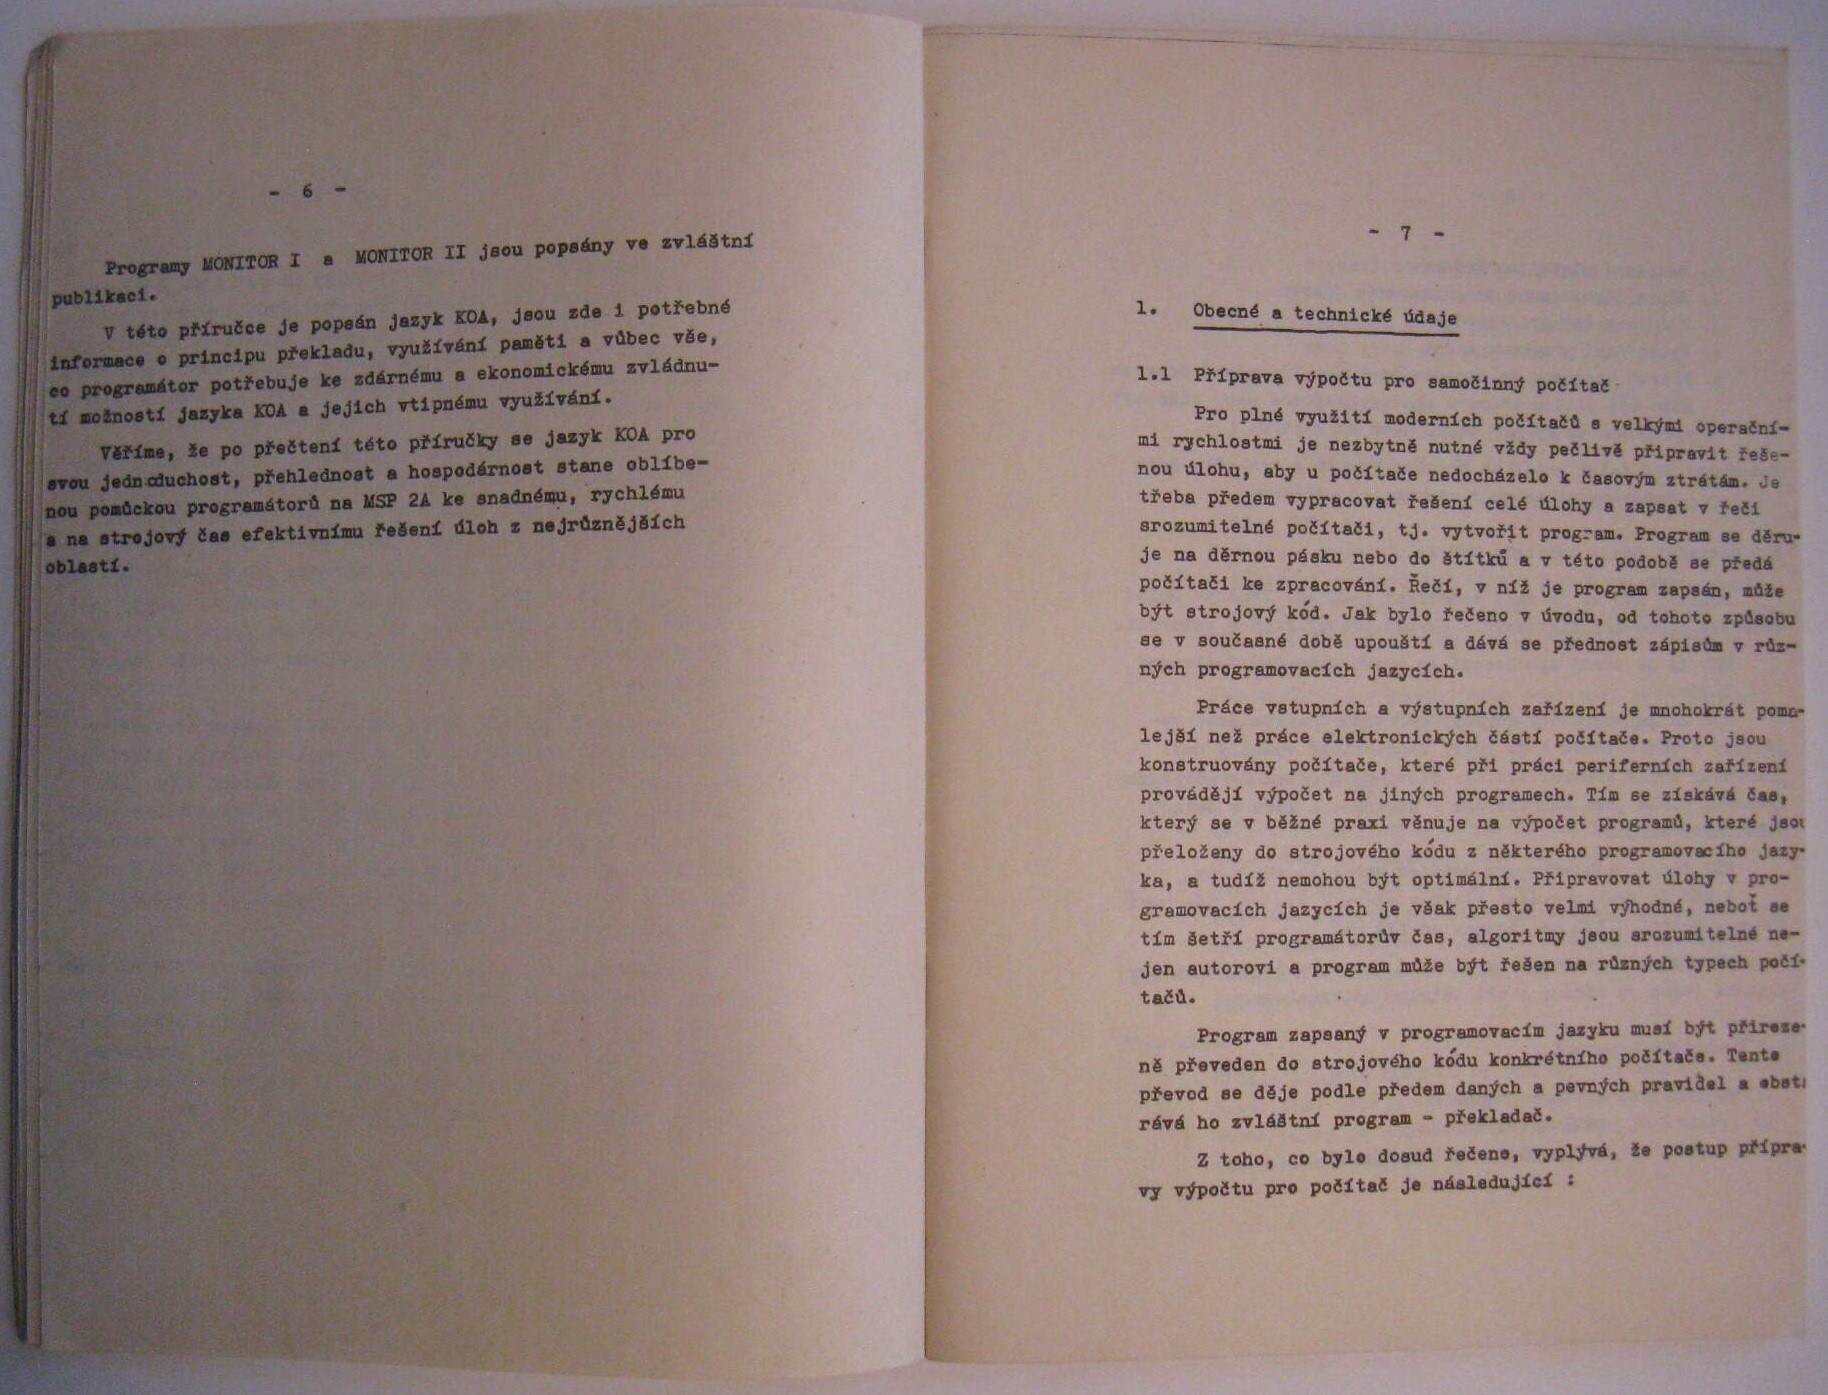 - 6 -
Programy MONITOR I a MONITOR II jsou popsány ve zvláštní
publikaci.
V této příručce je popsán jazyk KOA, jsou zde i potřebné
informace o principu překladu, využívání paměti a vůbec vše,
co programátor potřebuje ke zdárnému a ekonomickému zvládnu-
tí možností jazyka KOA a jejich vtipnému využívání.
Věříme, že po přečtení této příručky se jazyk KOA pro
svou jednoduchost, přehlednost a hospodárnost stane oblíbe-
nou pomůckou programátorů na MSP 2A ke snadnému, rychlému
a na strojový čas efektivnímu řešení úloh z nejrůznějších
oblastí.
- 7 -
1. Obecné a technické údaje
1.1 Příprava výpočtu pro samočinný počítač
Pro plné využití moderních počítačů s velkými operační-
mi rychlostmi je nezbytně nutné vždy pečlivě připravit řeše-
nou úlohu, aby u počítače nedocházelo k časovým ztrátám. Je
třeba předem vypracovat řešení celé úlohy a zapsat v řeči
srozumitelné počítači, tj. vytvořit program. Program se děru-
je na děrnou pásku nebo do štítků a v této podobě se předá
počítači ke zpracování. Řečí, v níž je program zapsán, může
být strojový kód. Jak bylo řečeno v úvodu, od tohoto způsobu
se v současné době upouští a dává se přednost zápisům v růz-
ných programovacích jazycích.
Práce vstupních a výstupních zařízení je mnohokrát poma-
lejší než práce elektronických částí počítače. Proto jsou
konstruovány počítače, které při práci periferních zařízení
provádějí výpočet na jiných programech. Tím se získává čas,
který se v běžné praxi věnuje na výpočet programů, které jsou
přeloženy do strojového kódu z některého programovacího jazy-
ka, a tudíž nemohou být optimální. Připravovat úlohy v pro-
gramovacích jazycích je však přesto velmi výhodné, neboť se
tím šetří programátorův čas, algoritmy jsou srozumitelné ne-
jen autorovi a program může být řešen na různých typech počí-
tačů.
Program zapsaný v programovacím jazyku musí být přiroze-
ně převeden do strojového kódu konkrétního počítače. Tento
převod se děje podle předem daných a pevných pravidel a obsta
rává ho zvláštní program - překladač.
Z toho, co bylo dosud řečeno, vyplývá, že postup přípra-
vy výpočtu pro počítač je následující :